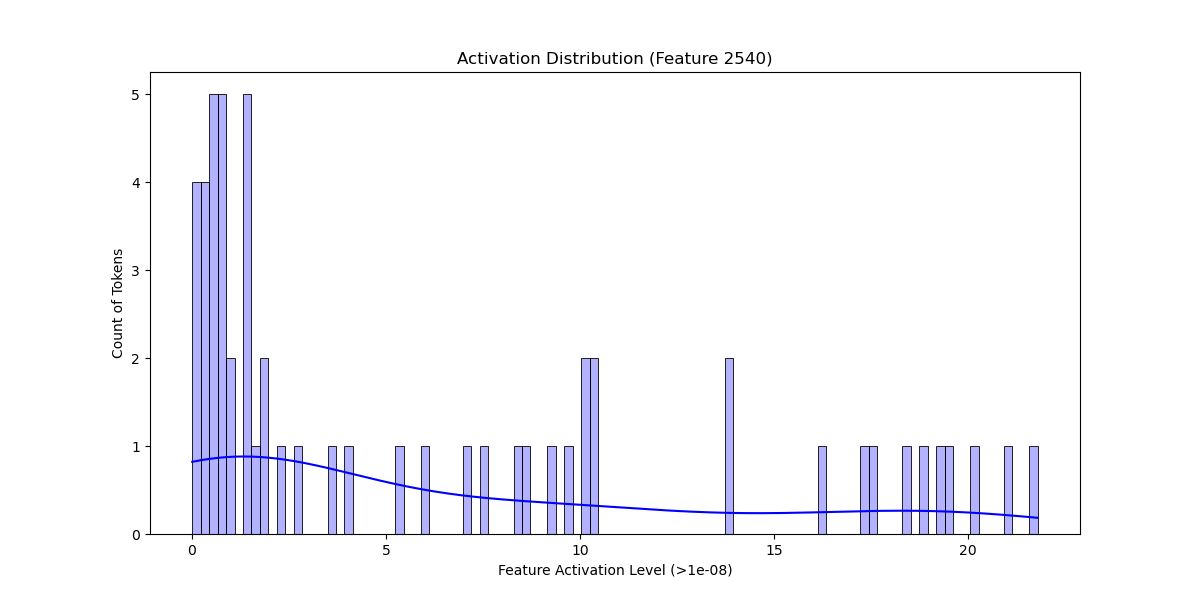 Activation Distribution (Feature 2540)
5
4
3
2
1
0
Count of Tokens
0 5 10 15 20
Feature Activation Level (>1e-08)